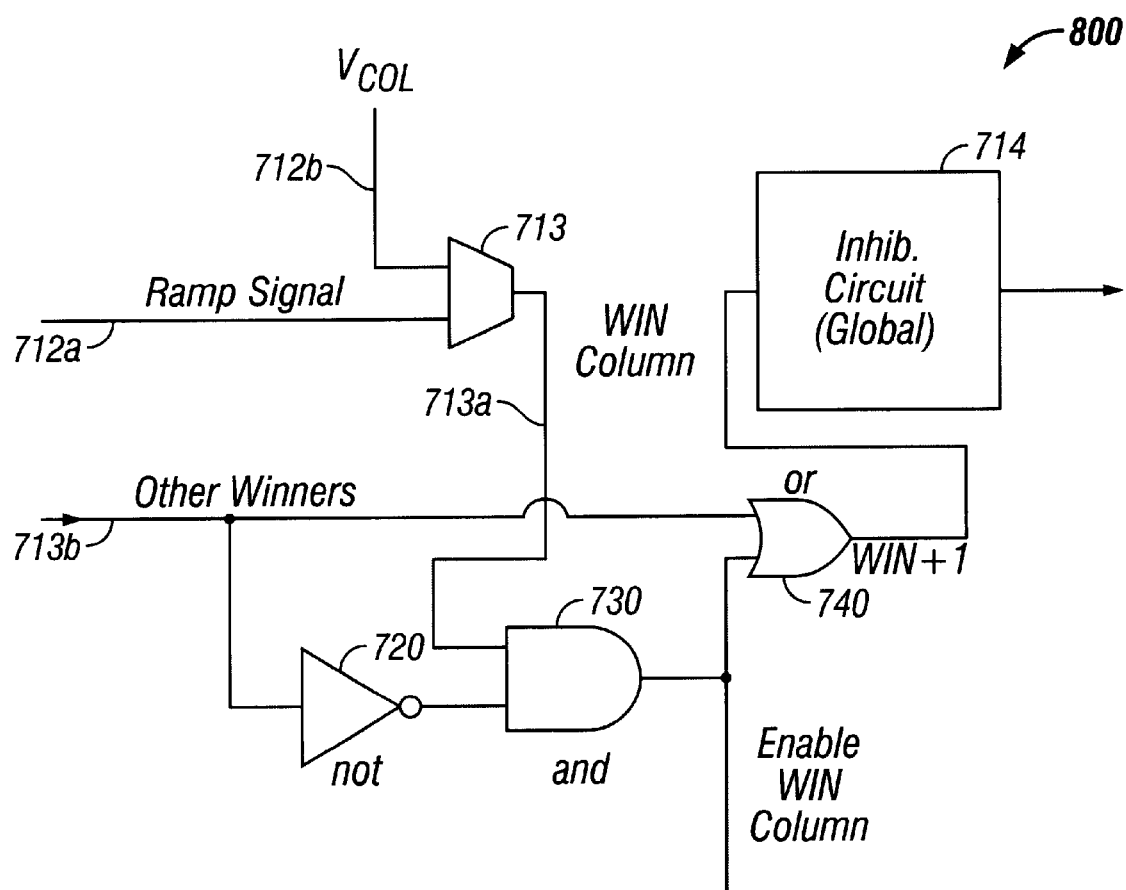 800
V_COL
714
712b
713
Inhib.
Circuit
(Global)
Ramp Signal
712a
WIN
Column
713a
Other Winners
or
713b
WIN+1
730
740
720
Enable
WIN
Column
not
and